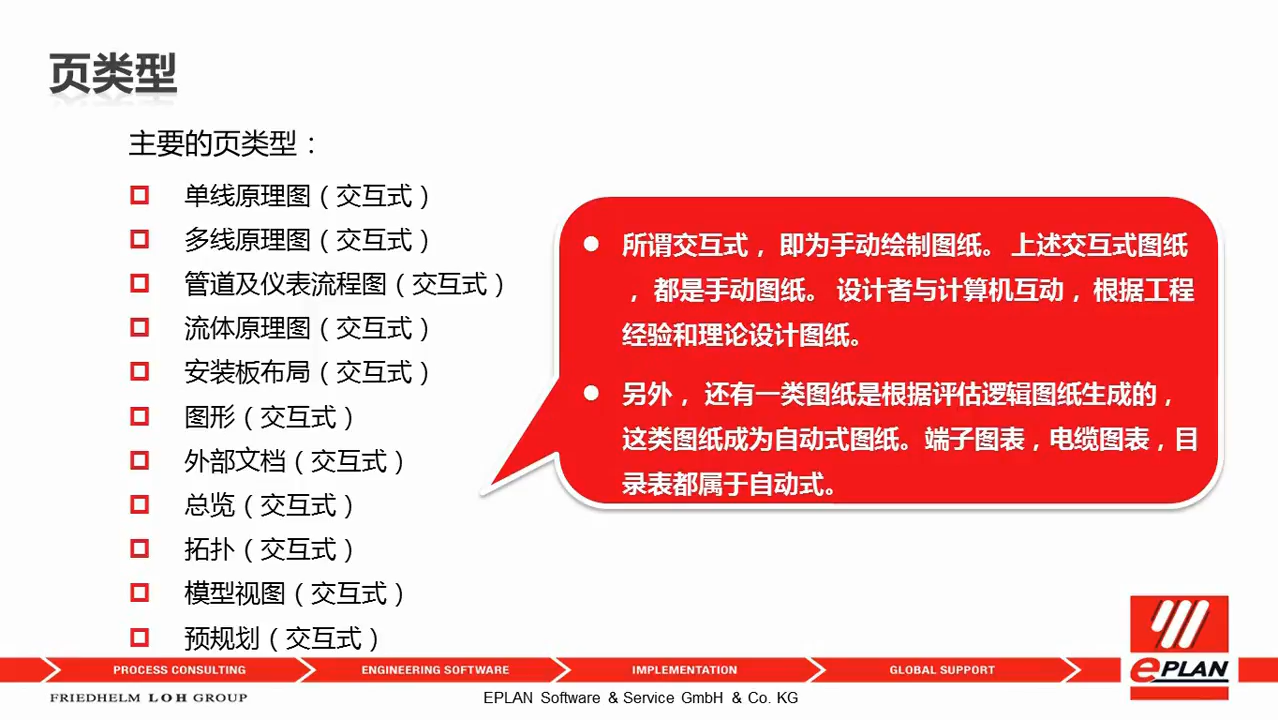 页类型
主要的页类型：
单线原理图（交互式）
多线原理图（交互式）
管道及仪表流程图（交互式）
流体原理图（交互式）
安装板布局（交互式）
图形（交互式）
外部文档（交互式）
总览（交互式）
拓扑（交互式）
模型视图（交互式）
预规划（交互式）
所谓交互式， 即为手动绘制图纸。 上述交互式图纸
， 都是手动图纸。 设计者与计算机互动，根据工程
经验和理论设计图纸。
另外， 还有一类图纸是根据评估逻辑图纸生成的，
这类图纸成为自动式图纸。端子图表，电缆图表，目
录表都属于自动式。
PROCESS CONSULTING
ENGINEERING SOFTWARE
IMPLEMENTATION
GLOBAL SUPPORT
ePLAN
FRIEDHELM LOH GROUP
EPLAN Software & Service GmbH & Co. KG